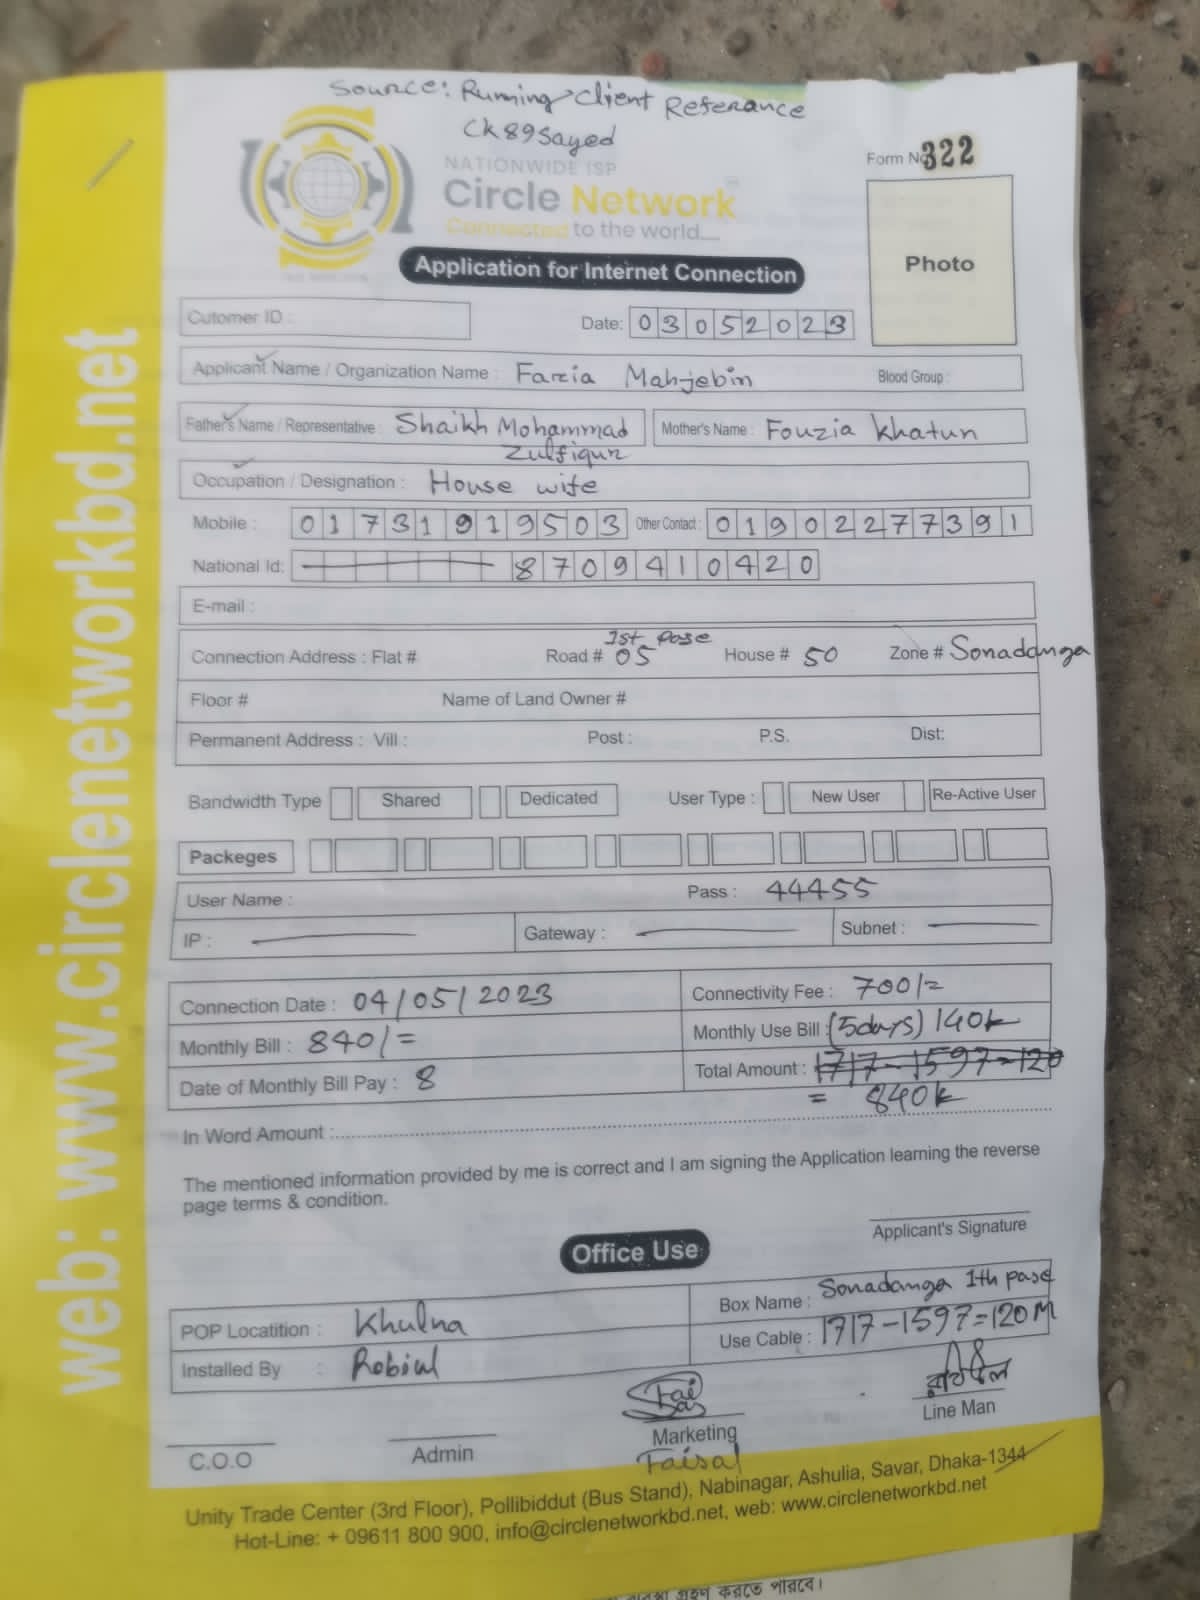 Source: Running Client Referance
Ck89Sayed
NATIONWIDE ISP
Circle Network
Connected to the world....
Form No 322
Photo
Application for Internet Connection
Cutomer ID :
Date: 03052023
Applicant Name / Organization Name : Farzia Mahjebin
Blood Group :
Father's Name / Representative : Shaikh Mohammad Zulfiqur
Mother's Name : Fouzia Khatun
Occupation / Designation : House wife
Mobile : 01731919503 Other Contact : 01902277391
National Id: 8709410420
E-mail :
Connection Address : Flat # Road # 05 1st pase House # 50 Zone # Sonadanga
Floor # Name of Land Owner #
Permanent Address : Vill : Post : P.S. Dist:
Bandwidth Type Shared Dedicated User Type : New User Re-Active User
Packeges
User Name : Pass : 44455
IP : Gateway : Subnet :
Connection Date : 04/05/2023 Connectivity Fee : 700/=
Monthly Bill : 840/= Monthly Use Bill : (5days) 140k
Date of Monthly Bill Pay : 8 Total Amount : 1717-1597=120
= 840k
In Word Amount :
The mentioned information provided by me is correct and I am signing the Application learning the reverse
page terms & condition.
Applicant's Signature
Office Use
POP Locatition : Khulna Box Name : Sonadanga 1th pase
Installed By : Robiul Use Cable : 1717-1597=120M
রবিউল
C.O.O Admin Marketing Line Man
Faisal
Unity Trade Center (3rd Floor), Pollibiddut (Bus Stand), Nabinagar, Ashulia, Savar, Dhaka-1344
Hot-Line: + 09611 800 900, info@circlenetworkbd.net, web: www.circlenetworkbd.net
web: www.circlenetworkbd.net
গ্রহণ করতে পারবে।